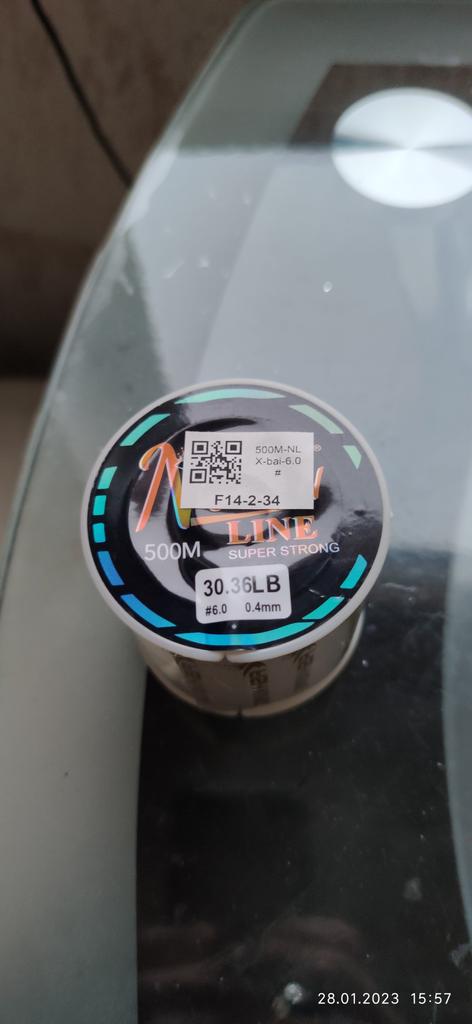 500M-NL
X-bai-6.0
#
F14-2-34
LINE
500M
SUPER STRONG
30.36LB
#6.0 0.4mm
28.01.2023 15:57